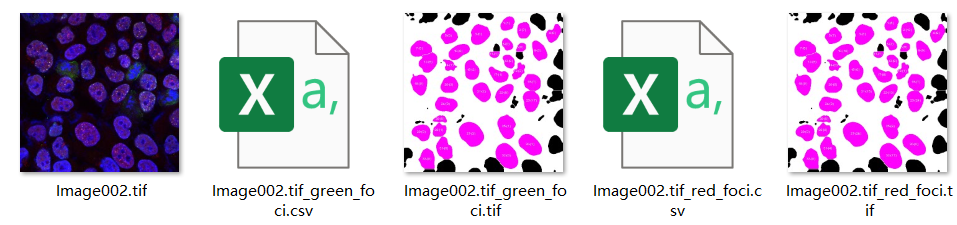 X a,
X a,
Image002.tif
Image002.tif_green_fo
ci.csv
Image002.tif_green_fo
ci.tif
Image002.tif_red_foci.c
sv
Image002.tif_red_foci.t
if